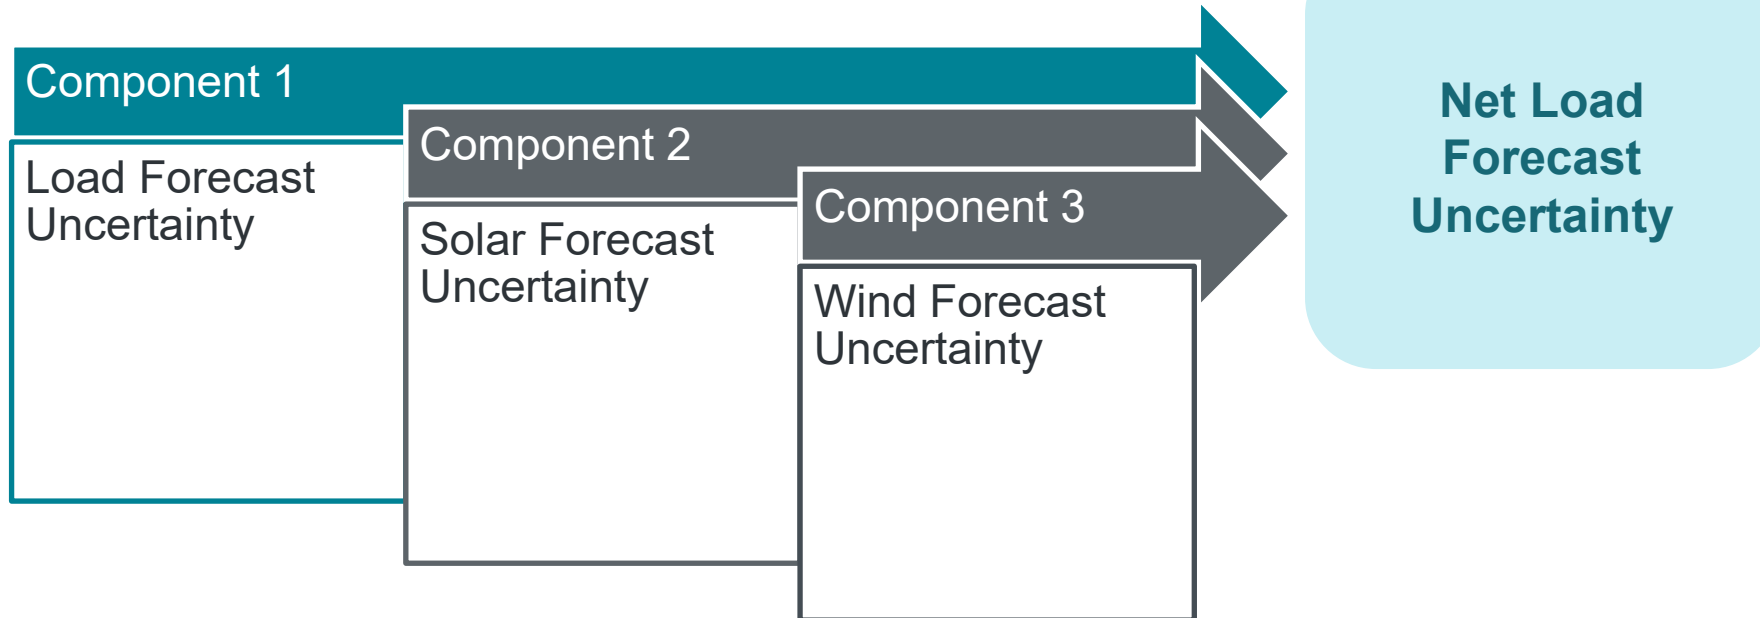 Component 1
Load Forecast
Uncertainty
Component 2
Solar Forecast
Uncertainty
Component 3
Wind Forecast
Uncertainty
Net Load
Forecast
Uncertainty